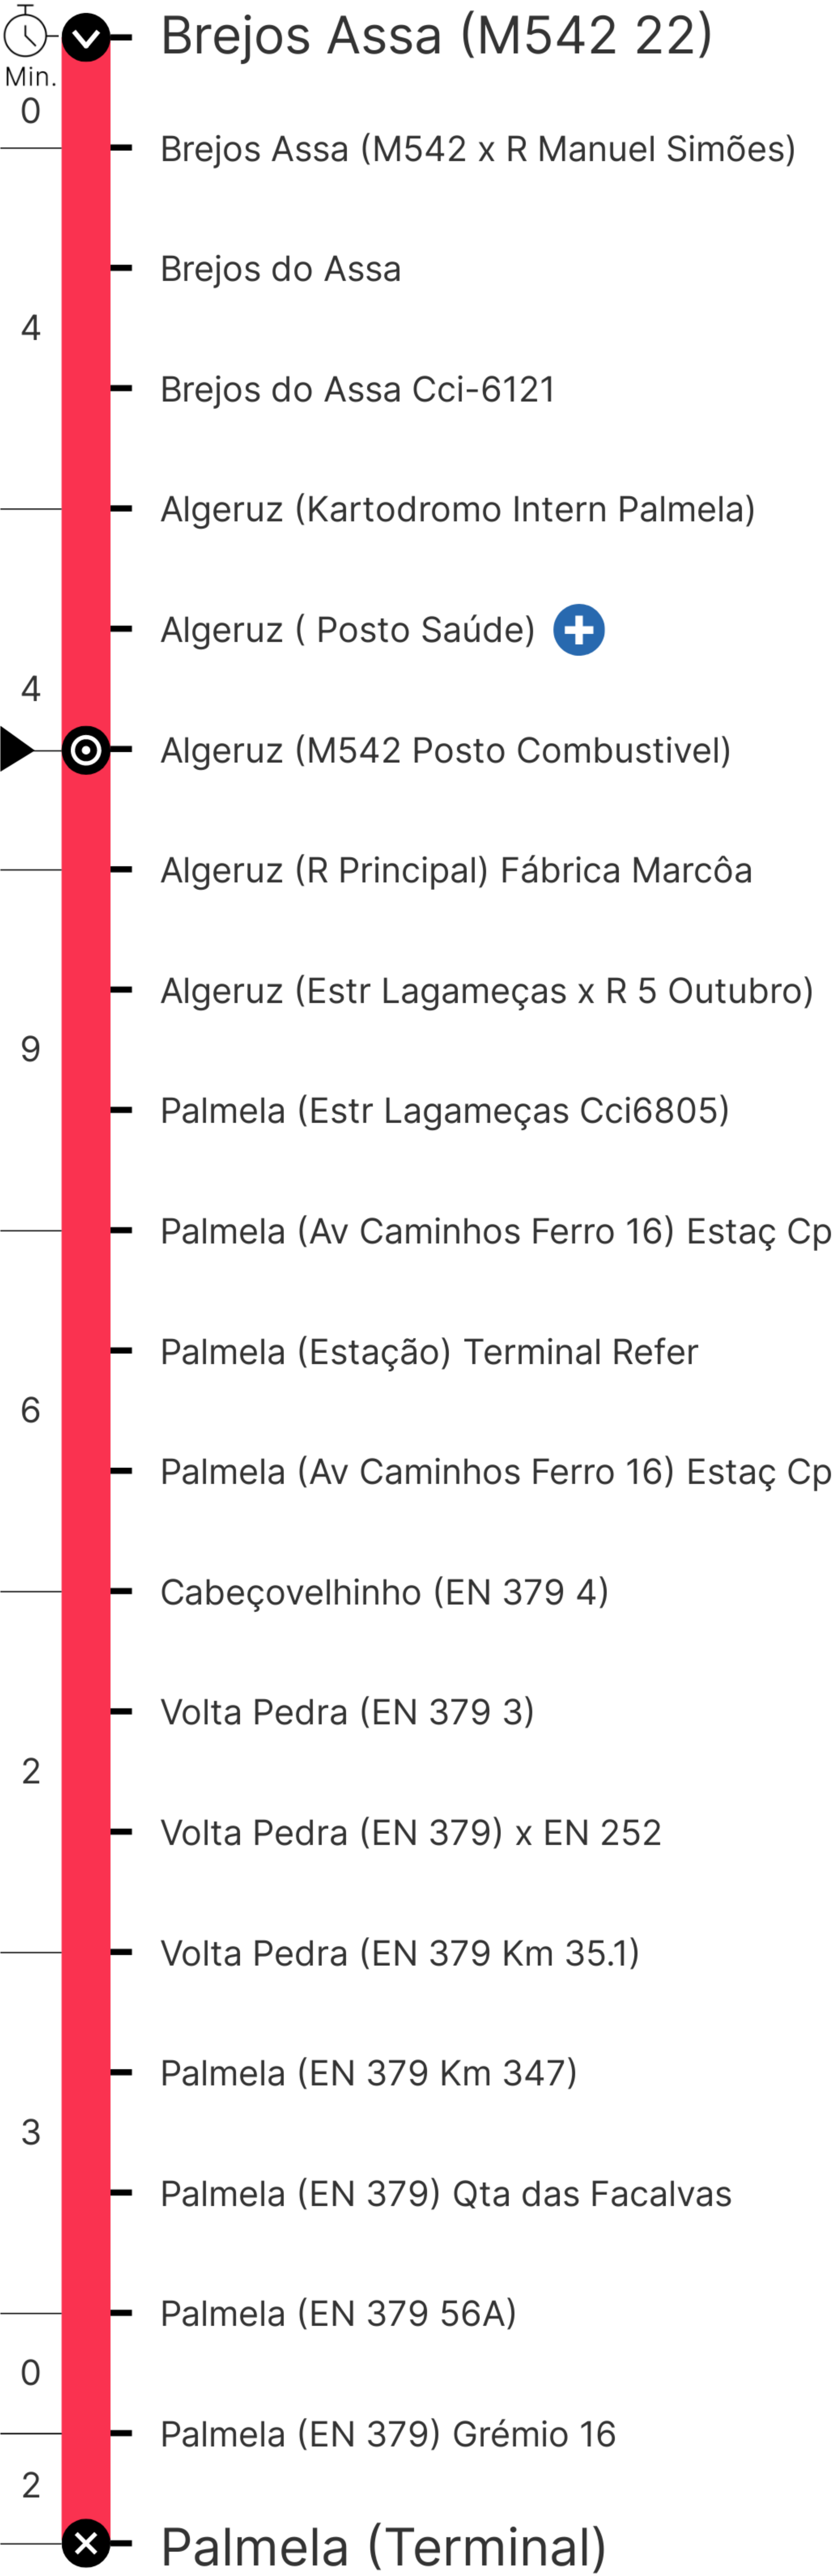 Brejos Assa (M542 22)
Min.
0
Brejos Assa (M542 x R Manuel Simões)
Brejos do Assa
4
Brejos do Assa Cci-6121
Algeruz (Kartodromo Intern Palmela)
Algeruz ( Posto Saúde)
4
Algeruz (M542 Posto Combustivel)
Algeruz (R Principal) Fábrica Marcôa
Algeruz (Estr Lagameças x R 5 Outubro)
9
Palmela (Estr Lagameças Cci6805)
Palmela (Av Caminhos Ferro 16) Estaç Cp
Palmela (Estação) Terminal Refer
6
Palmela (Av Caminhos Ferro 16) Estaç Cp
Cabeçovelhinho (EN 379 4)
Volta Pedra (EN 379 3)
2
Volta Pedra (EN 379) x EN 252
Volta Pedra (EN 379 Km 35.1)
Palmela (EN 379 Km 347)
3
Palmela (EN 379) Qta das Facalvas
Palmela (EN 379 56A)
0
Palmela (EN 379) Grémio 16
2
Palmela (Terminal)